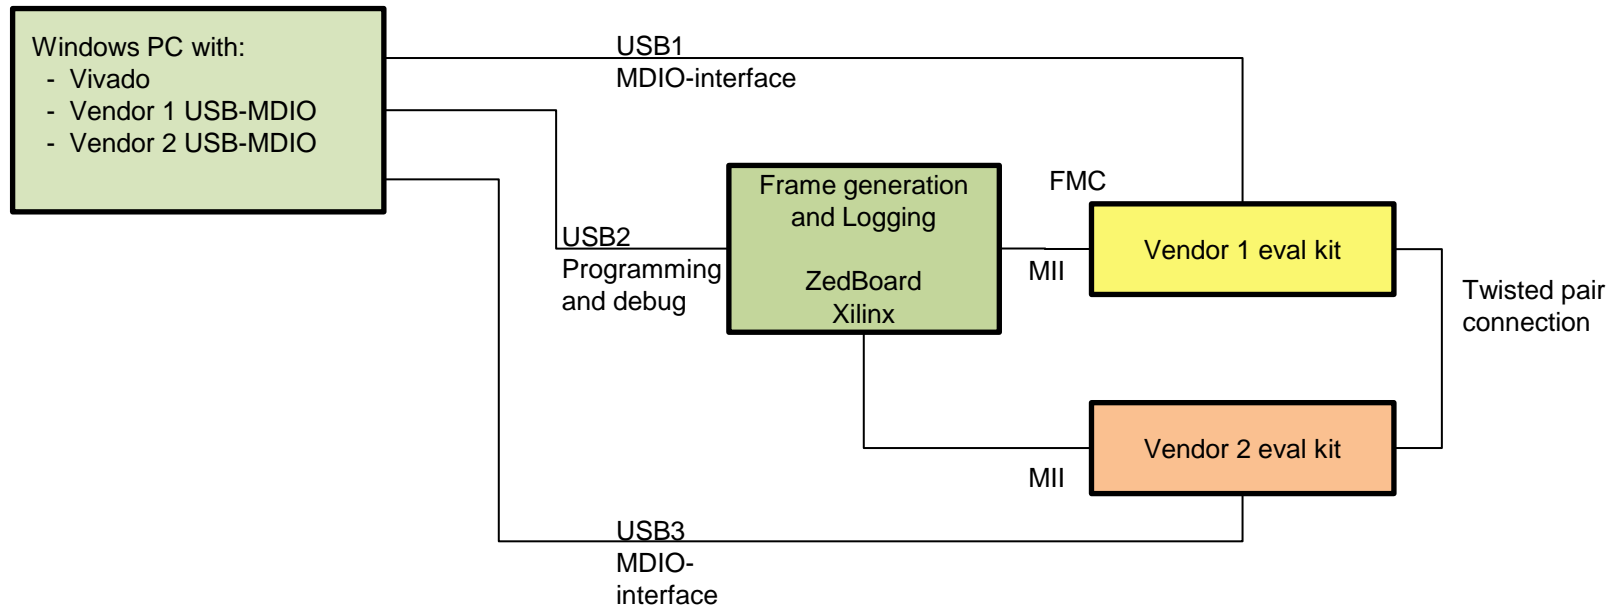 Windows PC with:
- Vivado
- Vendor 1 USB-MDIO
- Vendor 2 USB-MDIO
USB1
MDIO-interface
USB2
Programming
and debug
Frame generation
and Logging
ZedBoard
Xilinx
FMC
MII
Vendor 1 eval kit
Twisted pair
connection
Vendor 2 eval kit
MII
USB3
MDIO-
interface